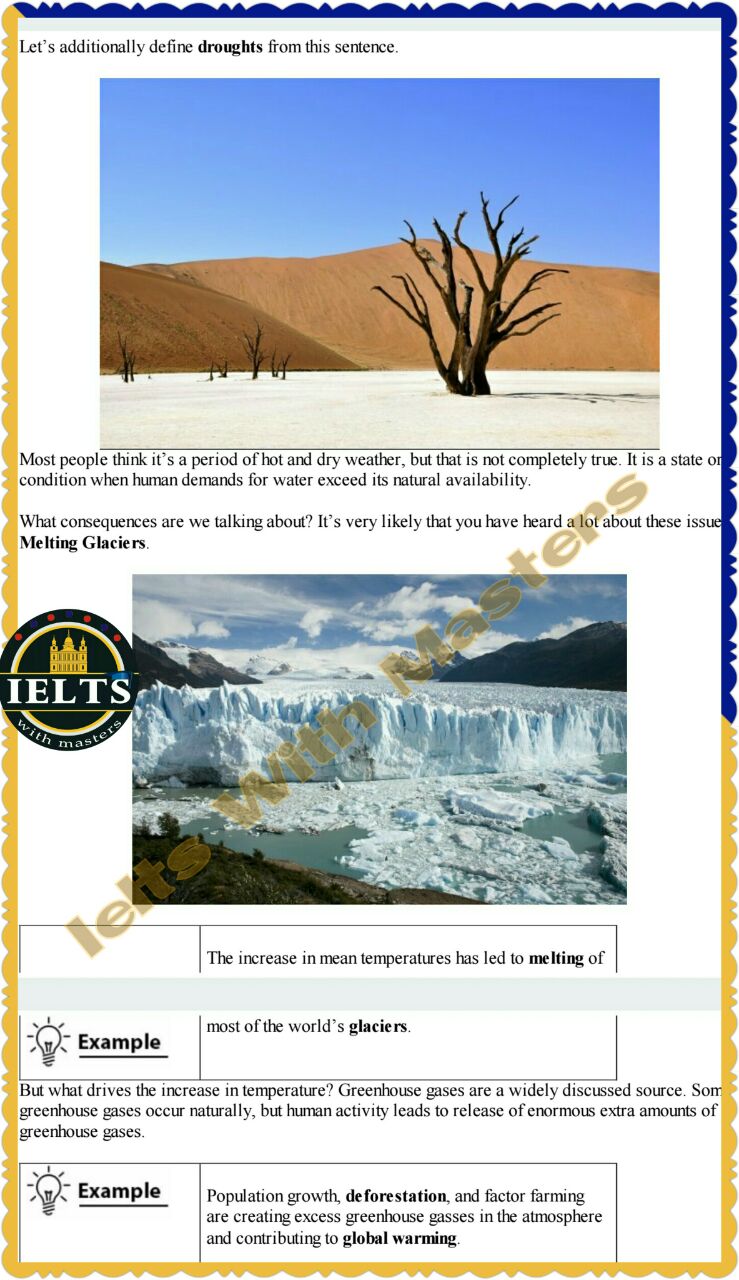 Let’s additionally define droughts from this sentence.
Most people think it’s a period of hot and dry weather, but that is not completely true. It is a state or
condition when human demands for water exceed its natural availability.
What consequences are we talking about? It’s very likely that you have heard a lot about these issue
Melting Glaciers.
IELTS
with masters
Ielts With Masters
The increase in mean temperatures has led to melting of
Example
most of the world’s glaciers.
But what drives the increase in temperature? Greenhouse gases are a widely discussed source. Som
greenhouse gases occur naturally, but human activity leads to release of enormous extra amounts of
greenhouse gases.
Example
Population growth, deforestation, and factor farming
are creating excess greenhouse gasses in the atmosphere
and contributing to global warming.